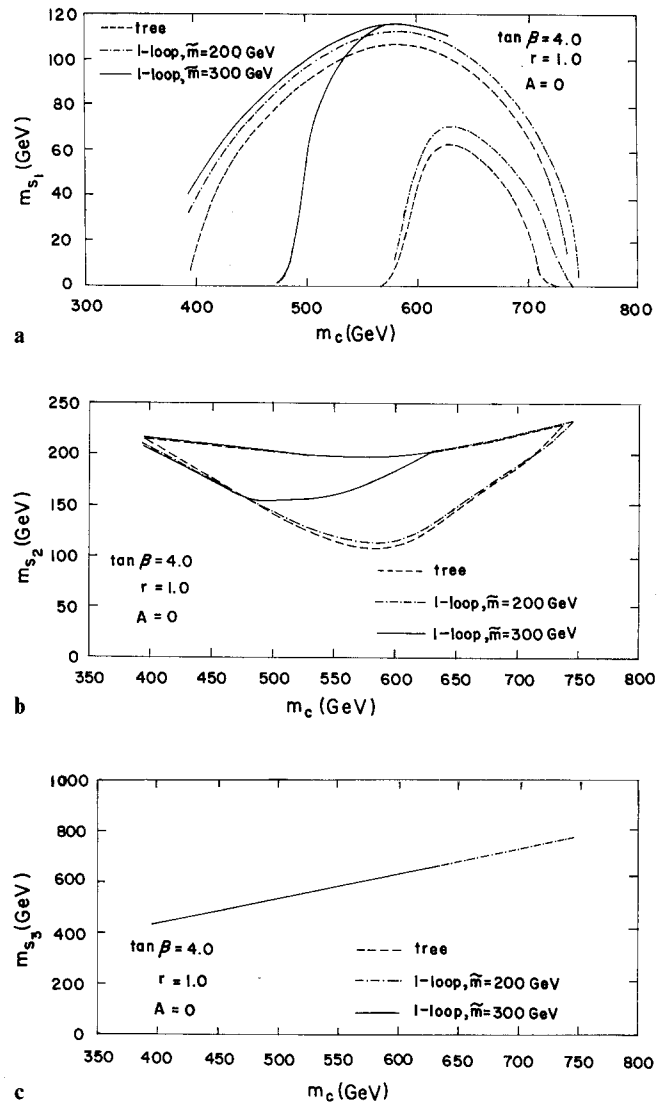 120
100
80
60
40
20
0
m_{S_1} (GeV)
tree
1-loop, m̃=200 GeV
1-loop, m̃=300 GeV
tan β=4.0
r=1.0
A=0
300 400 500 600 700 800
m_c (GeV)
a
250
200
150
100
50
0
m_{S_2} (GeV)
tan β=4.0
r=1.0
A=0
tree
1-loop, m̃=200 GeV
1-loop, m̃=300 GeV
350 400 450 500 550 600 650 700 750 800
m_c (GeV)
b
1000
800
600
400
200
0
m_{S_3} (GeV)
tan β=4.0
r=1.0
A=0
tree
1-loop, m̃=200 GeV
1-loop, m̃=300 GeV
350 400 450 500 550 600 650 700 750 800
m_c (GeV)
c